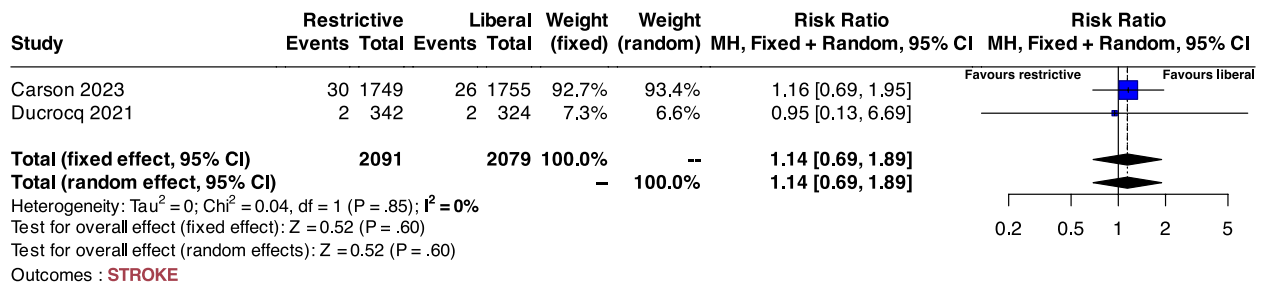 Restrictive Liberal Weight Weight Risk Ratio Risk Ratio
Study Events Total Events Total (fixed) (random) MH, Fixed + Random, 95% CI MH, Fixed + Random, 95% CI
Favours restrictive Favours liberal
Carson 2023 30 1749 26 1755 92.7% 93.4% 1.16 [0.69, 1.95]
Ducrocq 2021 2 342 2 324 7.3% 6.6% 0.95 [0.13, 6.69]
Total (fixed effect, 95% CI) 2091 2079 100.0% -- 1.14 [0.69, 1.89]
Total (random effect, 95% CI) – 100.0% 1.14 [0.69, 1.89]
Heterogeneity: Tau² = 0; Chi² = 0.04, df = 1 (P = .85); I² = 0%
Test for overall effect (fixed effect): Z = 0.52 (P = .60)
Test for overall effect (random effects): Z = 0.52 (P = .60)
Outcomes : STROKE
0.2 0.5 1 2 5